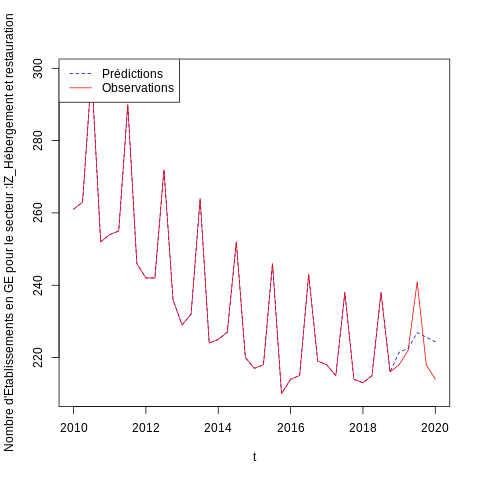 Nombre d'Etablissements en GE pour le secteur :IZ_Hébergement et restauration
Prédictions
Observations
300
280
260
240
220
2010 2012 2014 2016 2018 2020
t